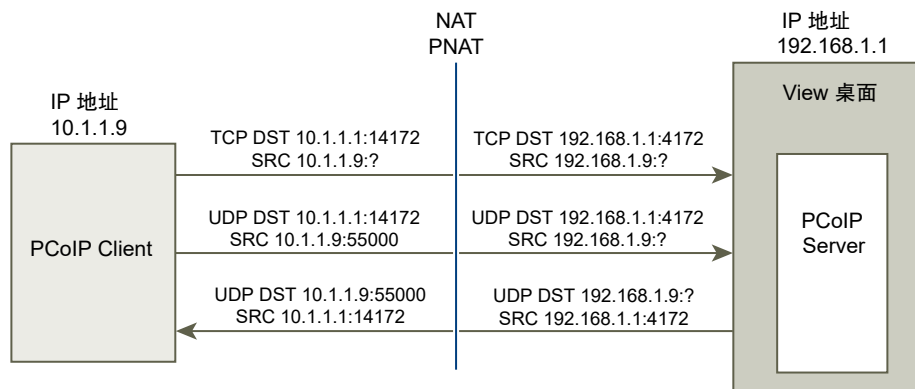 NAT
PNAT
IP 地址
192.168.1.1
View 桌面
IP 地址
10.1.1.9
TCP DST 10.1.1.1:14172
SRC 10.1.1.9:?
TCP DST 192.168.1.1:4172
SRC 192.168.1.9:?
PCoIP Client
UDP DST 10.1.1.1:14172
SRC 10.1.1.9:55000
UDP DST 192.168.1.1:4172
SRC 192.168.1.9:?
PCoIP
Server
UDP DST 10.1.1.9:55000
SRC 10.1.1.1:14172
UDP DST 192.168.1.9:?
SRC 192.168.1.1:4172